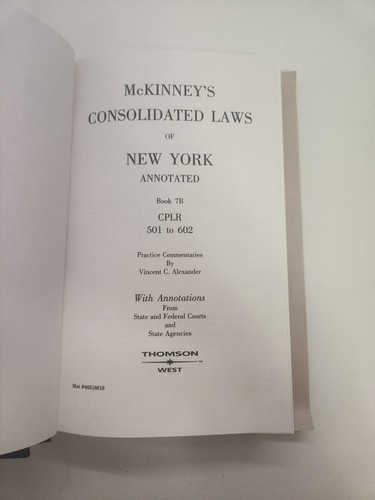 McKINNEY'S
CONSOLIDATED LAWS
OF
NEW YORK
ANNOTATED
Book 7B
CPLR
501 to 602
Practice Commentaries
By
Vincent C. Alexander
With Annotations
From
State and Federal Courts
and
State Agencies
THOMSON
WEST